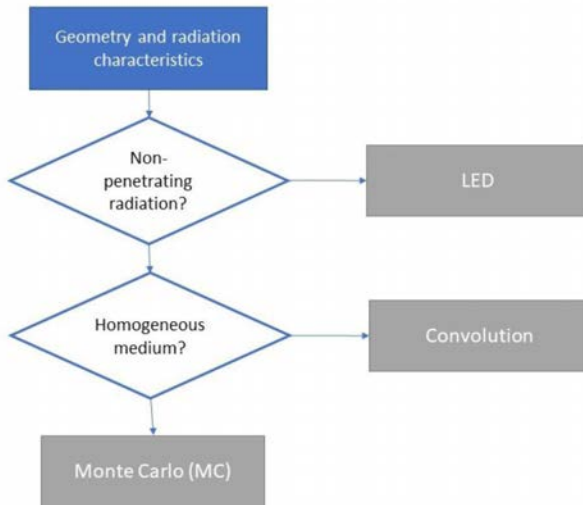 Geometry and radiation
characteristics
Non-
penetrating
radiation?
LED
Homogeneous
medium?
Convolution
Monte Carlo (MC)